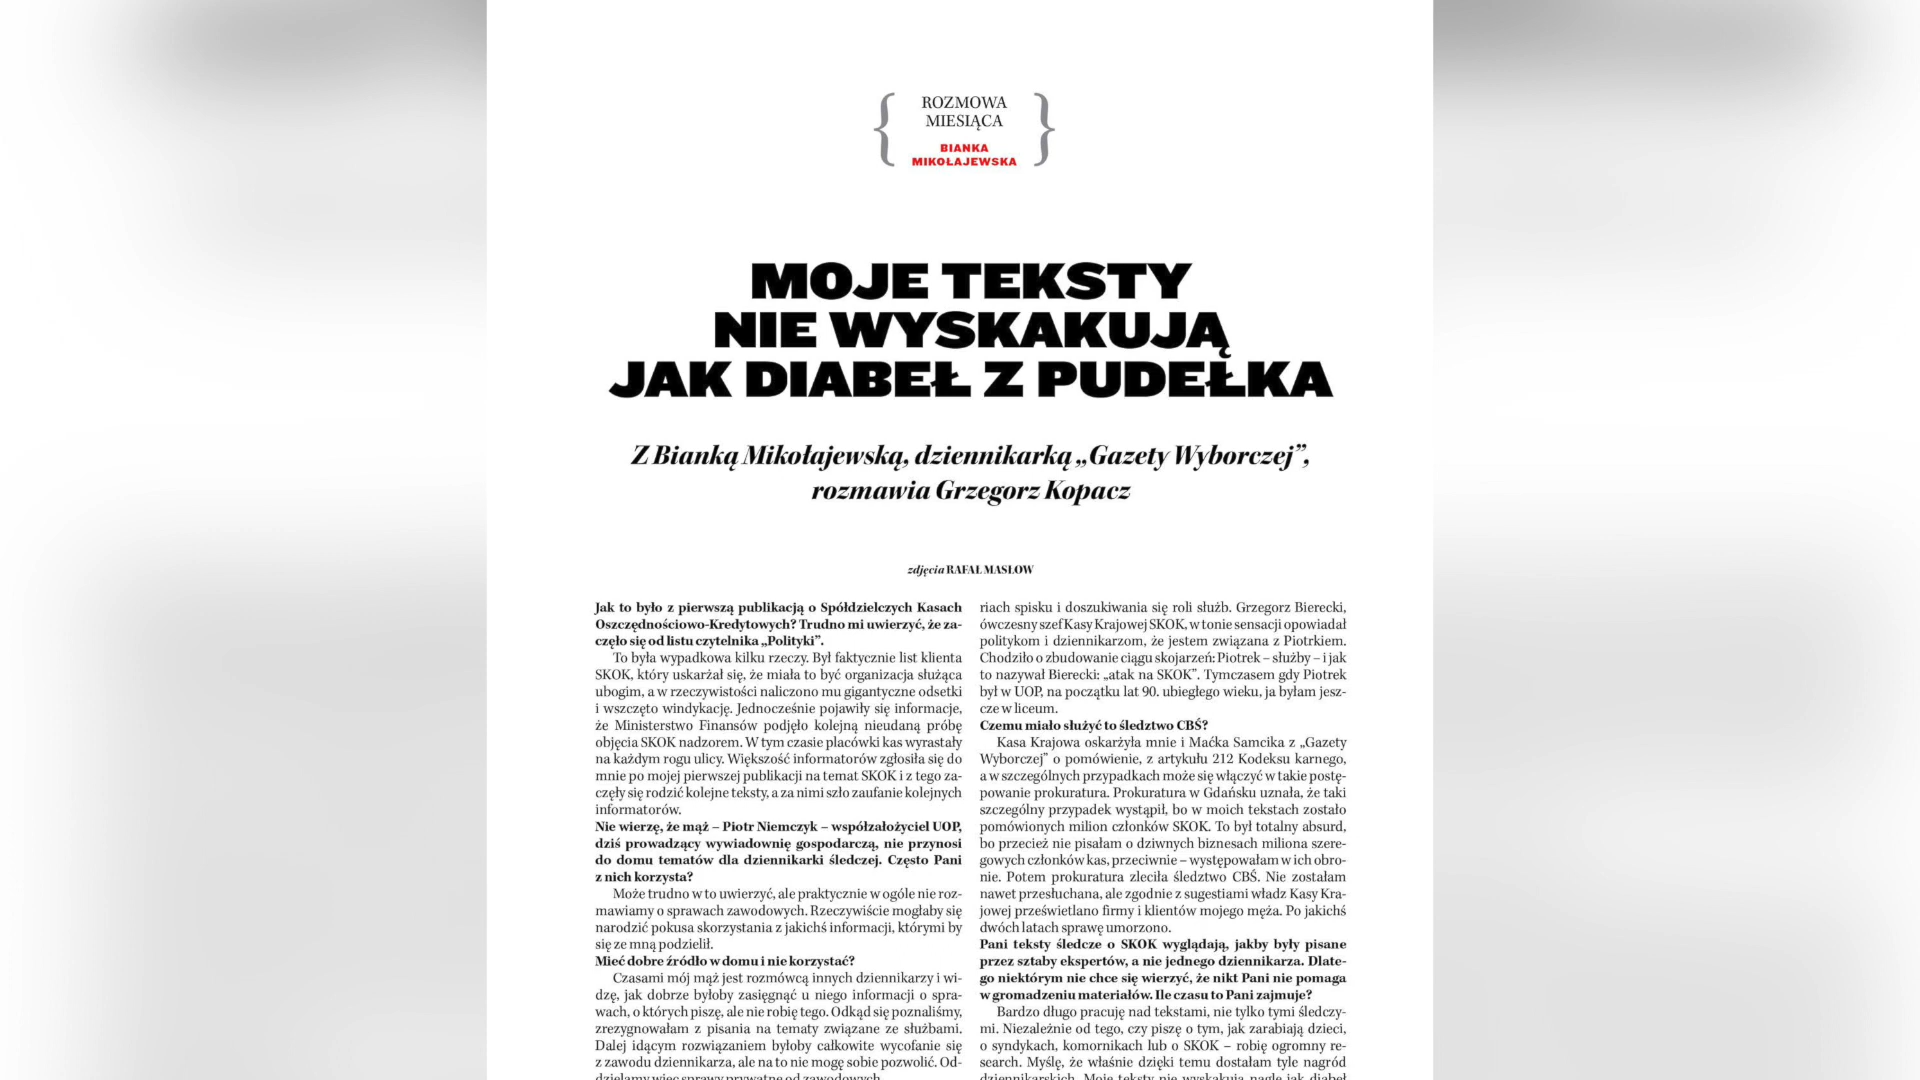 ROZMOWA
MIESIĄCA
BIANKA
MIKOŁAJEWSKA
MOJE TEKSTY
NIE WYSKAKUJĄ
JAK DIABEŁ Z PUDEŁKA
Z Bianką Mikołajewską, dziennikarką „Gazety Wyborczej”,
rozmawia Grzegorz Kopacz
zdjęcia RAFAŁ MASŁOW
Jak to było z pierwszą publikacją o Spółdzielczych Kasach
Oszczędnościowo-Kredytowych? Trudno mi uwierzyć, że za-
częło się od listu czytelnika „Polityki”.
To była wypadkowa kilku rzeczy. Był faktycznie list klienta
SKOK, który uskarżał się, że miała to być organizacja służąca
ubogim, a w rzeczywistości naliczono mu gigantyczne odsetki
i wszczęto windykację. Jednocześnie pojawiły się informacje,
że Ministerstwo Finansów podjęło kolejną nieudaną próbę
objęcia SKOK nadzorem. W tym czasie placówki kas wyrastały
na każdym rogu ulicy. Większość informatorów zgłosiła się do
mnie po mojej pierwszej publikacji na temat SKOK i z tego za-
częły się rodzić kolejne teksty, a za nimi szło zaufanie kolejnych
informatorów.
Nie wierzę, że mąż – Piotr Niemczyk – współzałożyciel UOP,
dziś prowadzący wywiadownię gospodarczą, nie przynosi
do domu tematów dla dziennikarki śledczej. Często Pani
z nich korzysta?
Może trudno w to uwierzyć, ale praktycznie w ogóle nie roz-
mawiamy o sprawach zawodowych. Rzeczywiście mogłaby się
narodzić pokusa skorzystania z jakichś informacji, którymi by
się ze mną podzielił.
Mieć dobre źródło w domu i nie korzystać?
Czasami mój mąż jest rozmówcą innych dziennikarzy i wi-
dzę, jak dobrze byłoby zasięgnąć u niego informacji o spra-
wach, o których piszę, ale nie robię tego. Odkąd się poznaliśmy,
zrezygnowałam z pisania na tematy związane ze służbami.
Dalej idącym rozwiązaniem byłoby całkowite wycofanie się
z zawodu dziennikarza, ale na to nie mogę sobie pozwolić. Od-
dzielamy więc sprawy prywatne od zawodowych.
riach spisku i doszukiwania się roli służb. Grzegorz Bierecki,
ówczesny szef Kasy Krajowej SKOK, w tonie sensacji opowiadał
politykom i dziennikarzom, że jestem związana z Piotrkiem.
Chodziło o zbudowanie ciągu skojarzeń: Piotrek – służby – i jak
to nazywał Bierecki: „atak na SKOK”. Tymczasem gdy Piotrek
był w UOP, na początku lat 90. ubiegłego wieku, ja byłam jesz-
cze w liceum.
Czemu miało służyć to śledztwo CBŚ?
Kasa Krajowa oskarżyła mnie i Maćka Samcika z „Gazety
Wyborczej” o pomówienie, z artykułu 212 Kodeksu karnego,
a w szczególnych przypadkach może się włączyć w takie postę-
powanie prokuratura. Prokuratura w Gdańsku uznała, że taki
szczególny przypadek wystąpił, bo w moich tekstach zostało
pomówionych milion członków SKOK. To był totalny absurd,
bo przecież nie pisałam o dziwnych biznesach miliona szere-
gowych członków kas, przeciwnie – występowałam w ich obro-
nie. Potem prokuratura zleciła śledztwo CBŚ. Nie zostałam
nawet przesłuchana, ale zgodnie z sugestiami władz Kasy Kra-
jowej prześwietlano firmy i klientów mojego męża. Po jakichś
dwóch latach sprawę umorzono.
Pani teksty śledcze o SKOK wyglądają, jakby były pisane
przez sztaby ekspertów, a nie jednego dziennikarza. Dlate-
go niektórym nie chce się wierzyć, że nikt Pani nie pomaga
w gromadzeniu materiałów. Ile czasu to Pani zajmuje?
Bardzo długo pracuję nad tekstami, nie tylko tymi śledczy-
mi. Niezależnie od tego, czy piszę o tym, jak zarabiają dzieci,
o syndykach, komornikach lub o SKOK – robię ogromny re-
search. Myślę, że właśnie dzięki temu dostałam tyle nagród
dziennikarskich. Moje teksty nie wyskakują nagle jak diabeł